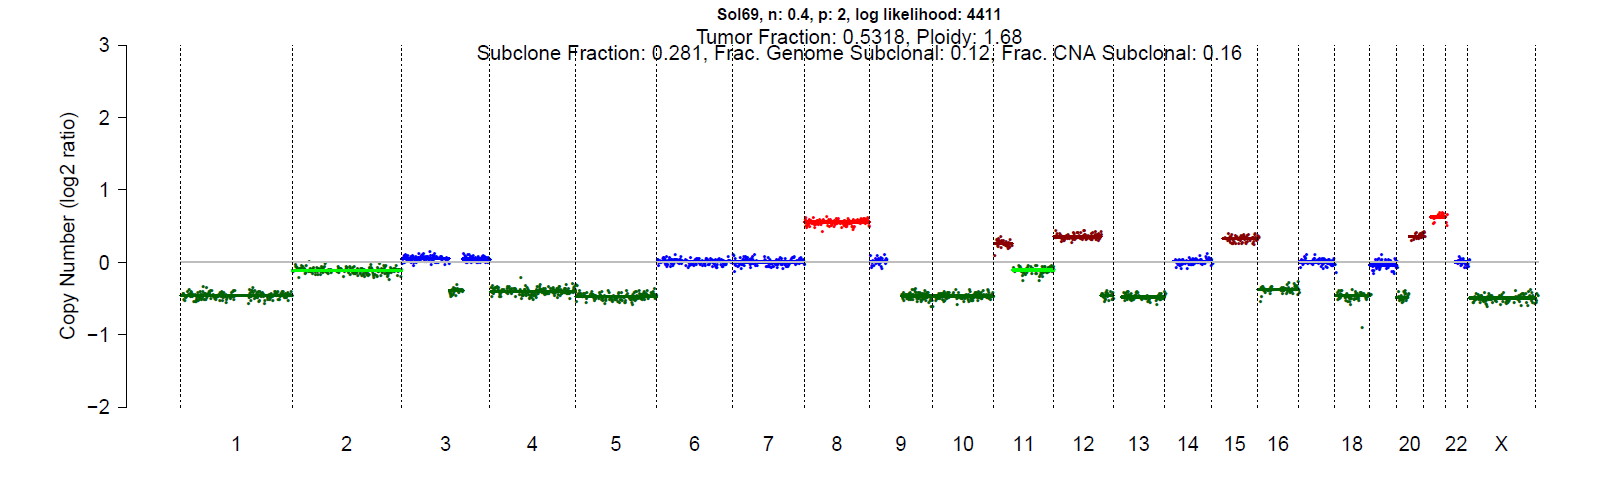 Sol69, n: 0.4, p: 2, log likelihood: 4411
Tumor Fraction: 0.5318, Ploidy: 1.68
Subclone Fraction: 0.281, Frac. Genome Subclonal: 0.12, Frac. CNA Subclonal: 0.16
Copy Number (log2 ratio)
3
2
1
0
−1
−2
1 2 3 4 5 6 7 8 9 10 11 12 13 14 15 16 18 20 22 X